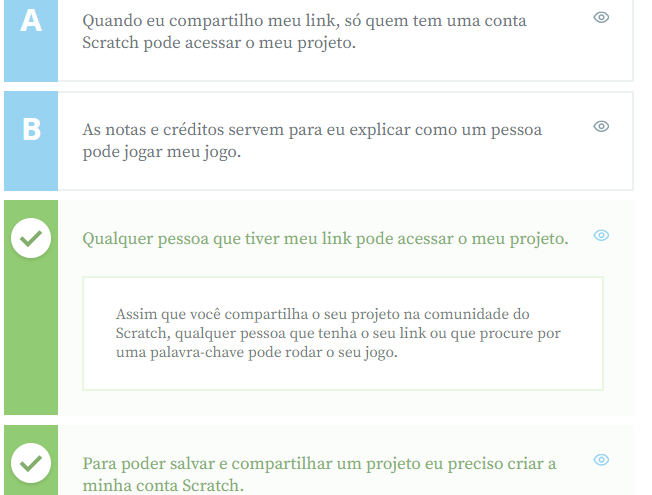 A
Quando eu compartilho meu link, só quem tem uma conta
Scratch pode acessar o meu projeto.
B
As notas e créditos servem para eu explicar como um pessoa
pode jogar meu jogo.
Qualquer pessoa que tiver meu link pode acessar o meu projeto.
Assim que você compartilha o seu projeto na comunidade do
Scratch, qualquer pessoa que tenha o seu link ou que procure por
uma palavra-chave pode rodar o seu jogo.
Para poder salvar e compartilhar um projeto eu preciso criar a
minha conta Scratch.